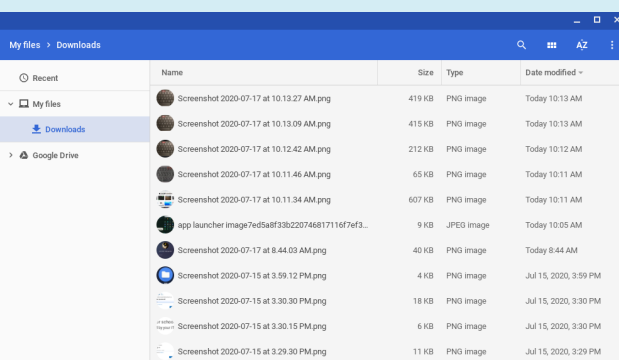 My files > Downloads
AZ
Recent
Name Size Type Date modified
My files
Downloads
Google Drive
Screenshot 2020-07-17 at 10.13.27 AM.png 419 KB PNG image Today 10:13 AM
Screenshot 2020-07-17 at 10.13.09 AM.png 415 KB PNG image Today 10:13 AM
Screenshot 2020-07-17 at 10.12.42 AM.png 212 KB PNG image Today 10:12 AM
Screenshot 2020-07-17 at 10.11.46 AM.png 65 KB PNG image Today 10:11 AM
Screenshot 2020-07-17 at 10.11.34 AM.png 607 KB PNG image Today 10:11 AM
app launcher image7ed5a8f33b220746817116f7ef3... 9 KB JPEG image Today 10:05 AM
Screenshot 2020-07-17 at 8.44.03 AM.png 40 KB PNG image Today 8:44 AM
Screenshot 2020-07-15 at 3.59.12 PM.png 4 KB PNG image Jul 15, 2020, 3:59 PM
Screenshot 2020-07-15 at 3.30.30 PM.png 18 KB PNG image Jul 15, 2020, 3:30 PM
Screenshot 2020-07-15 at 3.30.15 PM.png 6 KB PNG image Jul 15, 2020, 3:30 PM
Screenshot 2020-07-15 at 3.29.30 PM.png 11 KB PNG image Jul 15, 2020, 3:29 PM